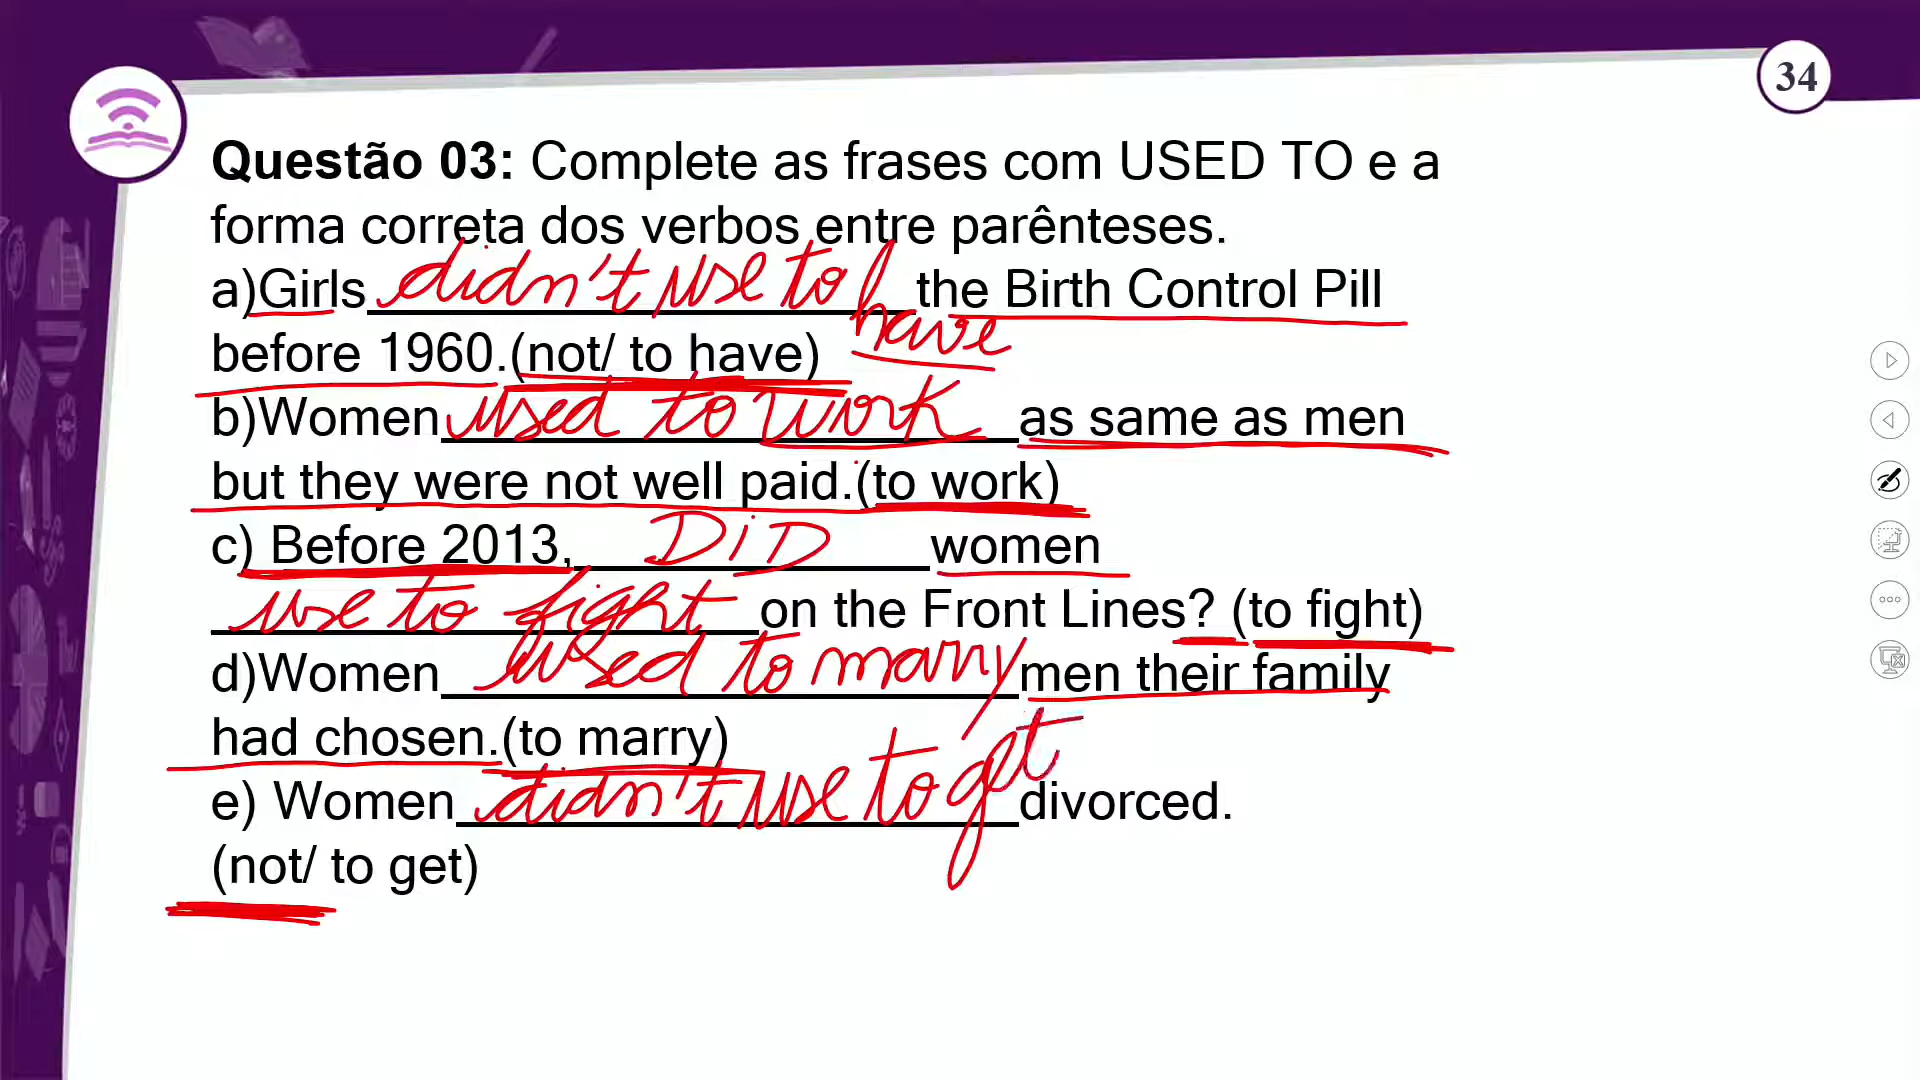 34
Questão 03: Complete as frases com USED TO e a
forma correta dos verbos entre parênteses.
a)Girls didn't use to have the Birth Control Pill
before 1960.(not/ to have)
b)Women used to work as same as men
but they were not well paid.(to work)
c) Before 2013, DiD women
use to fight on the Front Lines? (to fight)
d)Women used to marry men their family
had chosen.(to marry)
e) Women didn't use to get divorced.
(not/ to get)